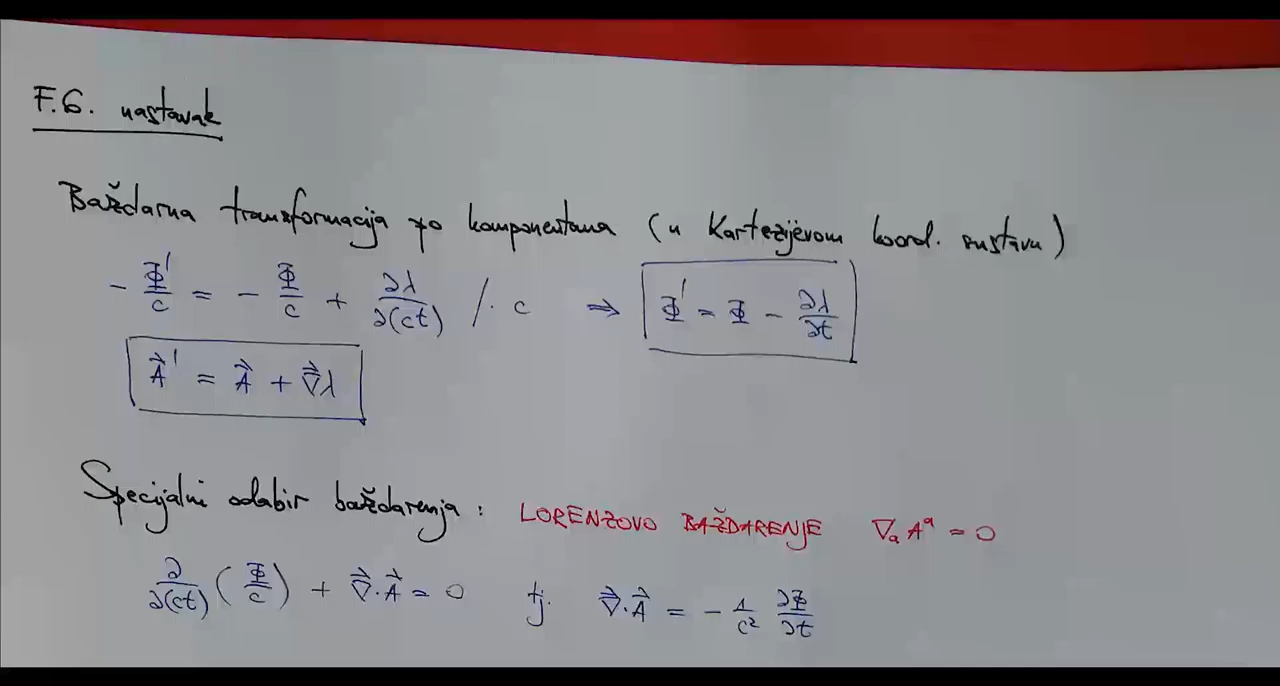 F.6. nastavak
Baždarna transformacija po komponentama (u Kartezijevom koord. sustavu)
- Φ'/c = - Φ/c + ∂λ/∂(ct) /· c ⇒ Φ' = Φ - ∂λ/∂t
A⃗' = A⃗ + ∇⃗λ
Specijalni odabir baždarenja : LORENZOVO BAŽDARENJE ∇ₐ Aᵃ = 0
∂/∂(ct) (Φ/c) + ∇⃗·A⃗ = 0 tj. ∇⃗·A⃗ = - 1/c² ∂Φ/∂t